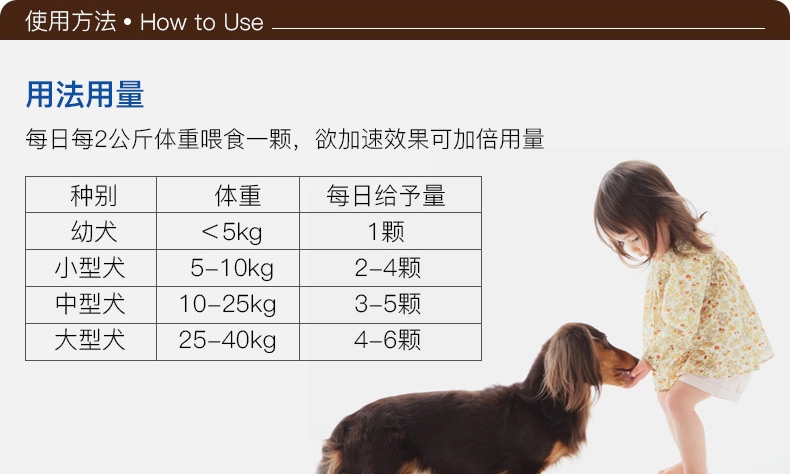 使用方法 • How to Use
用法用量
每日每2公斤体重喂食一颗，欲加速效果可加倍用量
种别 体重 每日给予量
幼犬 ＜5kg 1颗
小型犬 5-10kg 2-4颗
中型犬 10-25kg 3-5颗
大型犬 25-40kg 4-6颗